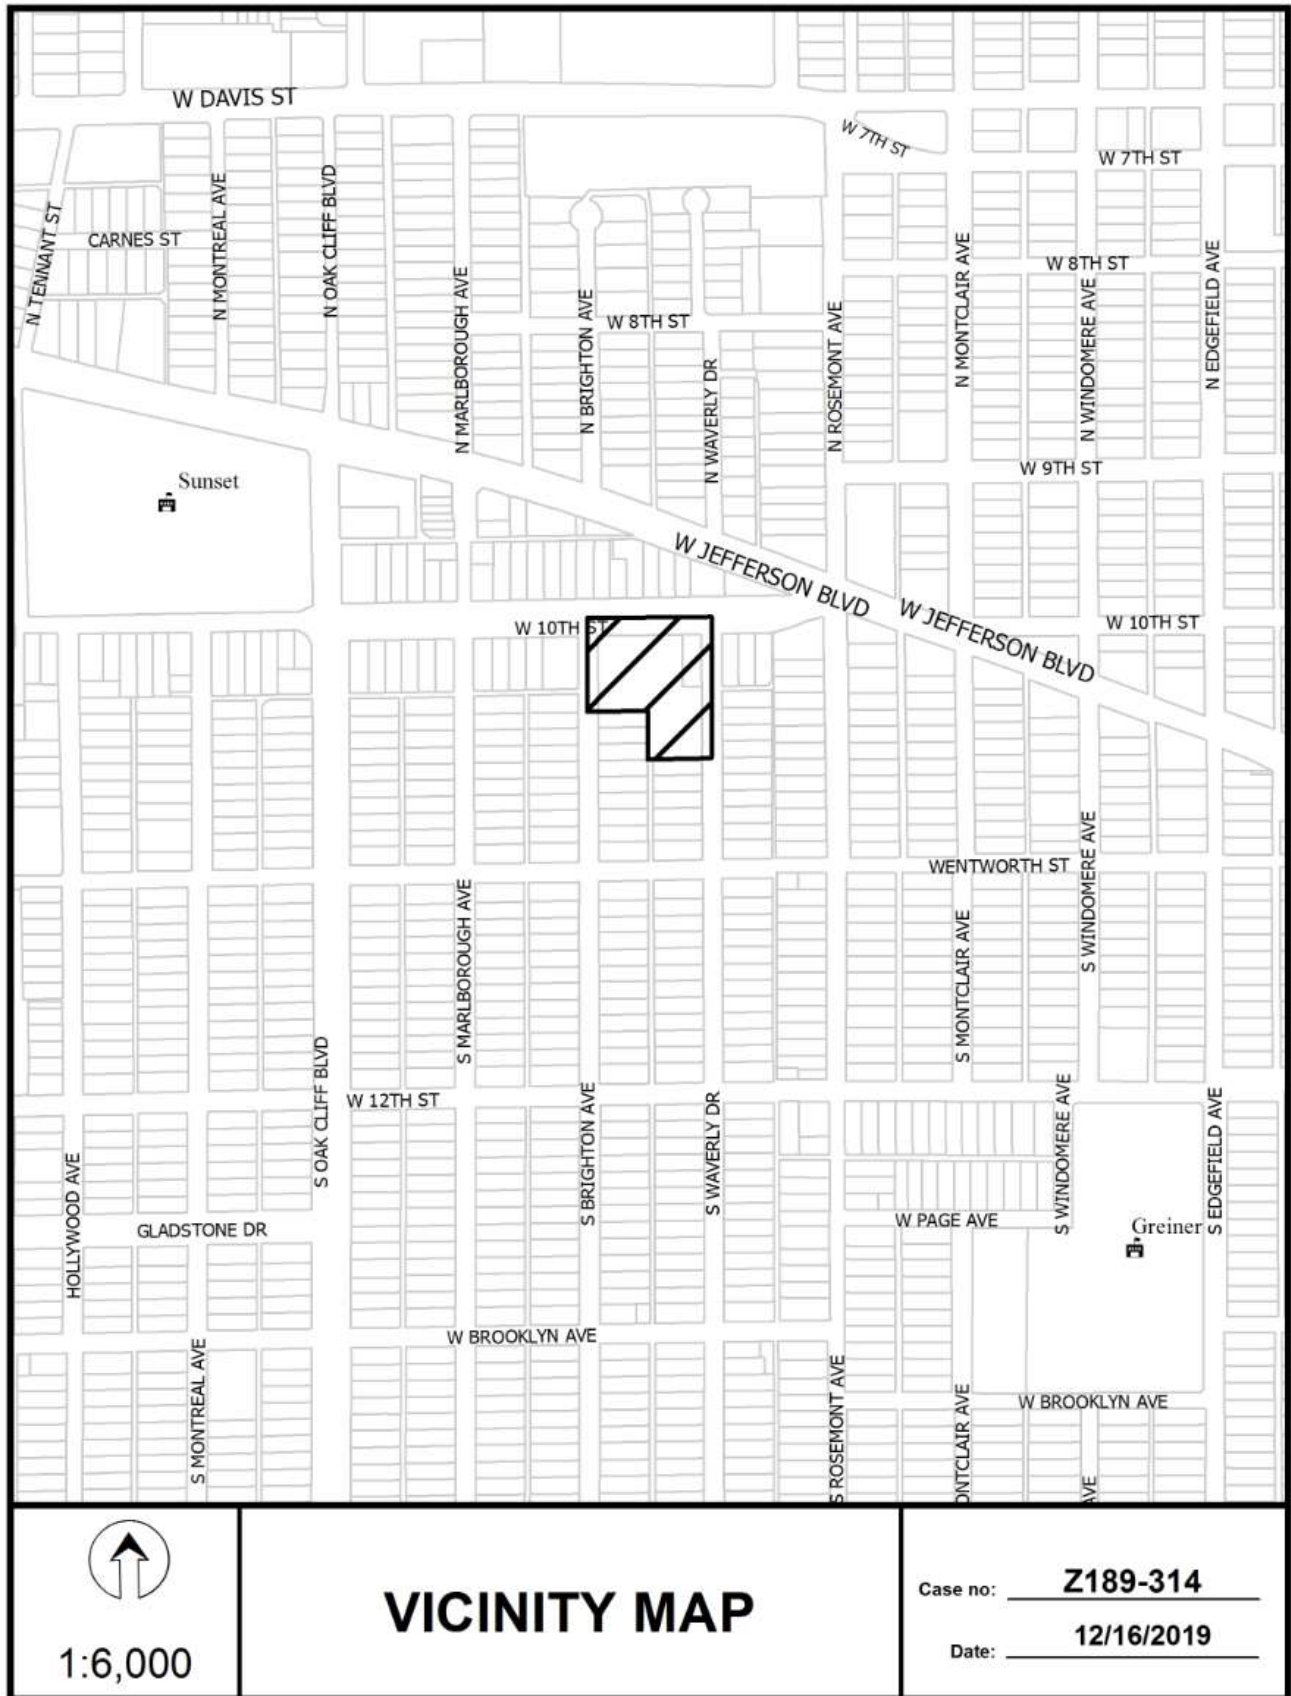 W DAVIS ST
W 7TH ST
W 7TH ST
N TENNANT ST
CARNES ST
N MONTREAL AVE
N OAK CLIFF BLVD
N MARLBOROUGH AVE
N BRIGHTON AVE
W 8TH ST
N WAVERLY DR
N ROSEMONT AVE
N MONTCLAIR AVE
W 8TH ST
N WINDOMERE AVE
N EDGEFIELD AVE
W 9TH ST
Sunset
W JEFFERSON BLVD
W JEFFERSON BLVD
W 10TH ST
W 10TH ST
WENTWORTH ST
S MARLBOROUGH AVE
S MONTCLAIR AVE
S WINDOMERE AVE
S OAK CLIFF BLVD
W 12TH ST
S BRIGHTON AVE
S WAVERLY DR
S WINDOMERE AVE
S EDGEFIELD AVE
HOLLYWOOD AVE
GLADSTONE DR
W PAGE AVE
Greiner
W BROOKLYN AVE
S MONTREAL AVE
S ROSEMONT AVE
ONTCLAIR AVE
W BROOKLYN AVE
AVE
1:6,000
VICINITY MAP
Case no: Z189-314
Date: 12/16/2019